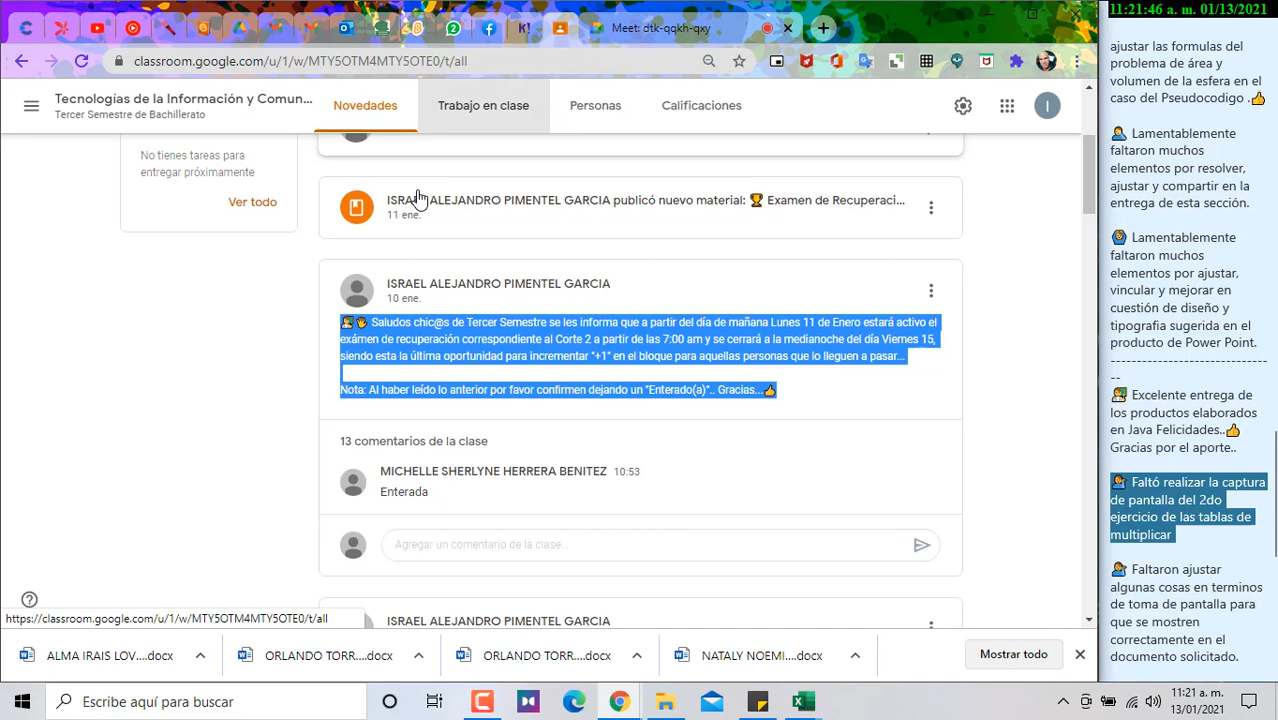 Meet: dtk-qqkh-qxy
11:21:46 a. m. 01/13/2021
classroom.google.com/u/1/w/MTY5OTM4MTY5OTE0/t/all
Tecnologías de la Información y Comun...
Tercer Semestre de Bachillerato
Novedades
Trabajo en clase
Personas
Calificaciones
I
No tienes tareas para
entregar próximamente
Ver todo
ISRAEL ALEJANDRO PIMENTEL GARCIA publicó nuevo material: 🏆 Examen de Recuperaci...
11 ene.
ISRAEL ALEJANDRO PIMENTEL GARCIA
10 ene.
Saludos chic@s de Tercer Semestre se les informa que a partir del día de mañana Lunes 11 de Enero estará activo el
exámen de recuperación correspondiente al Corte 2 a partir de las 7:00 am y se cerrará a la medianoche del día Viernes 15,
siendo esta la última oportunidad para incrementar "+1" en el bloque para aquellas personas que lo lleguen a pasar...
Nota: Al haber leído lo anterior por favor confirmen dejando un "Enterado(a)".. Gracias...👍
13 comentarios de la clase
MICHELLE SHERLYNE HERRERA BENITEZ 10:53
Enterada
Agregar un comentario de la clase...
ISRAEL ALEJANDRO PIMENTEL GARCIA
https://classroom.google.com/u/1/w/MTY5OTM4MTY5OTE0/t/all
ALMA IRAIS LOV....docx
ORLANDO TORR....docx
ORLANDO TORR....docx
NATALY NOEMI....docx
Mostrar todo
Escribe aquí para buscar
11:21 a. m.
13/01/2021
ajustar las formulas del
problema de área y
volumen de la esfera en el
caso del Pseudocodigo .👍
Lamentablemente
faltaron muchos
elementos por resolver,
ajustar y compartir en la
entrega de esta sección.
Lamentablemente
faltaron muchos
elementos por ajustar,
vincular y mejorar en
cuestión de diseño y
tipografia sugerida en el
producto de Power Point.
--------------------------------------
--
Excelente entrega de
los productos elaborados
en Java Felicidades..👍
Gracias por el aporte..
Faltó realizar la captura
de pantalla del 2do
ejercicio de las tablas de
multiplicar
Faltaron ajustar
algunas cosas en terminos
de toma de pantalla para
que se mostren
correctamente en el
documento solicitado.